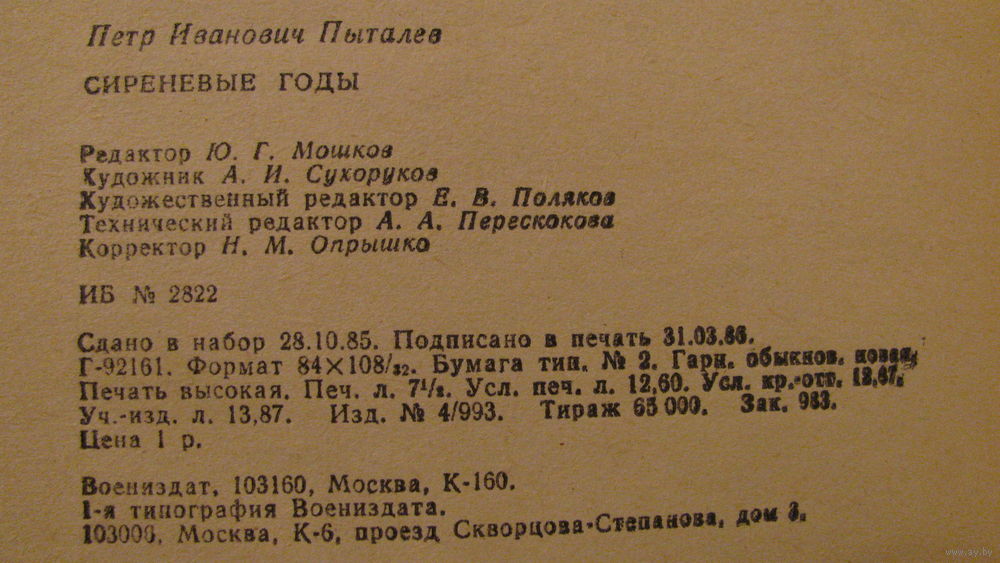 Петр Иванович Пыталев
СИРЕНЕВЫЕ ГОДЫ
Редактор Ю. Г. Мошков
Художник А. И. Сухоруков
Художественный редактор Е. В. Поляков
Технический редактор А. А. Перескокова
Корректор Н. М. Опрышко
ИБ № 2822
Сдано в набор 28.10.85. Подписано в печать 31.03.86.
Г-92161. Формат 84×108/32. Бумага тип. № 2. Гарн. обыкнов. новая.
Печать высокая. Печ. л. 7½. Усл. печ. л. 12,60. Усл. кр.-отт.
Уч.-изд. л. 13,87. Изд. № 4/993. Тираж 65 000. Зак. 983.
Цена 1 р.
Воениздат, 103160, Москва, К-160.
1-я типография Воениздата.
103006, Москва, К-6, проезд Скворцова-Степанова, дом 3.
www.ay.by